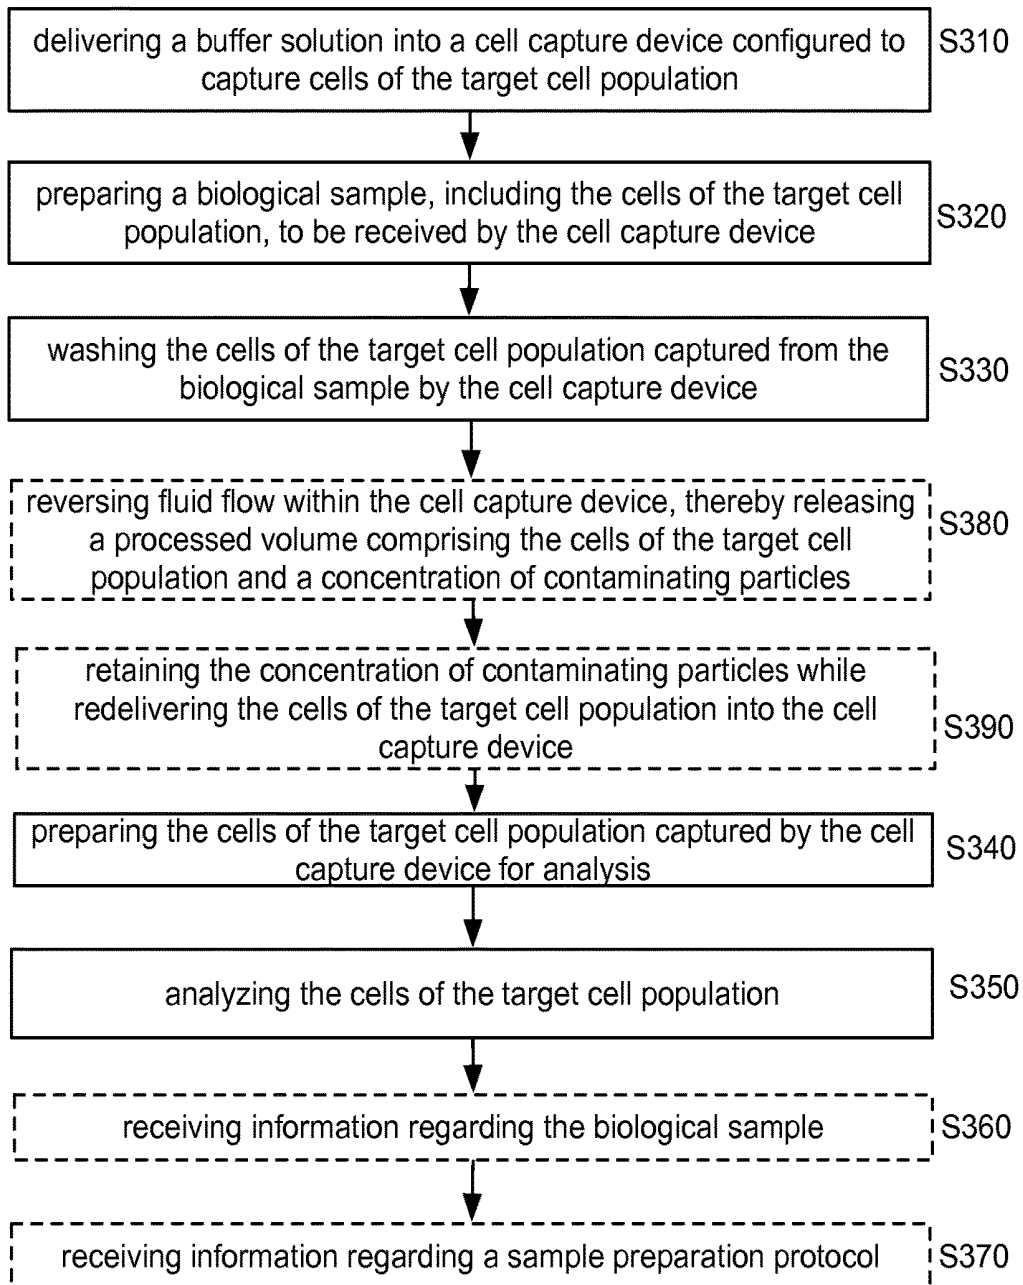 delivering a buffer solution into a cell capture device configured to
capture cells of the target cell population
S310
preparing a biological sample, including the cells of the target cell
population, to be received by the cell capture device
S320
washing the cells of the target cell population captured from the
biological sample by the cell capture device
S330
reversing fluid flow within the cell capture device, thereby releasing
a processed volume comprising the cells of the target cell
population and a concentration of contaminating particles
S380
retaining the concentration of contaminating particles while
redelivering the cells of the target cell population into the cell
capture device
S390
preparing the cells of the target cell population captured by the cell
capture device for analysis
S340
analyzing the cells of the target cell population
S350
receiving information regarding the biological sample
S360
receiving information regarding a sample preparation protocol
S370